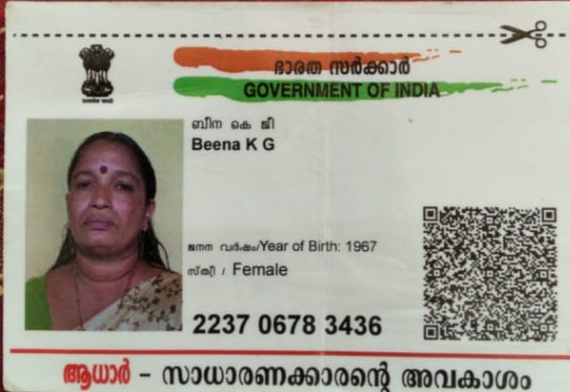 ഭാരത സർക്കാർ
GOVERNMENT OF INDIA
ബീന കെ ജി
Beena K G
ജനന വർഷം/Year of Birth: 1967
സ്ത്രീ / Female
2237 0678 3436
ആധാർ - സാധാരണക്കാരന്റെ അവകാശം